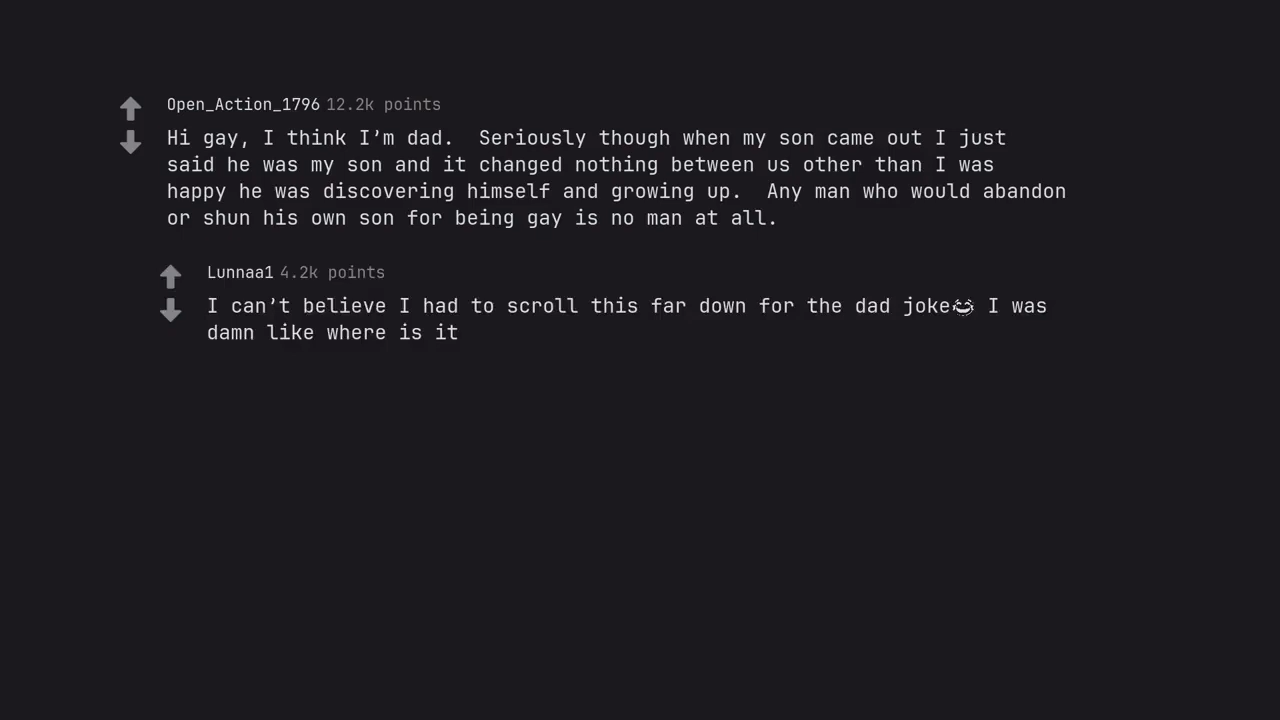 Open_Action_1796 12.2k points
Hi gay, I think I’m dad.  Seriously though when my son came out I just
said he was my son and it changed nothing between us other than I was
happy he was discovering himself and growing up.  Any man who would abandon
or shun his own son for being gay is no man at all.
Lunnaa1 4.2k points
I can’t believe I had to scroll this far down for the dad joke😂 I was
damn like where is it